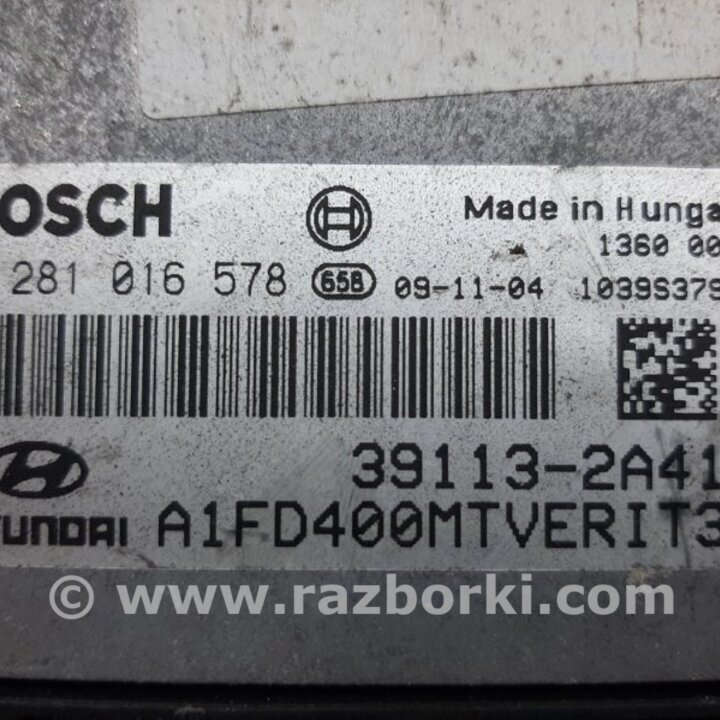 BOSCH Made in Hunga
1360 00
281 016 578 658 09-11-04 1039S379
39113-2A41
HYUNDAI A1FD400MTVERIT3
© www.razborki.com